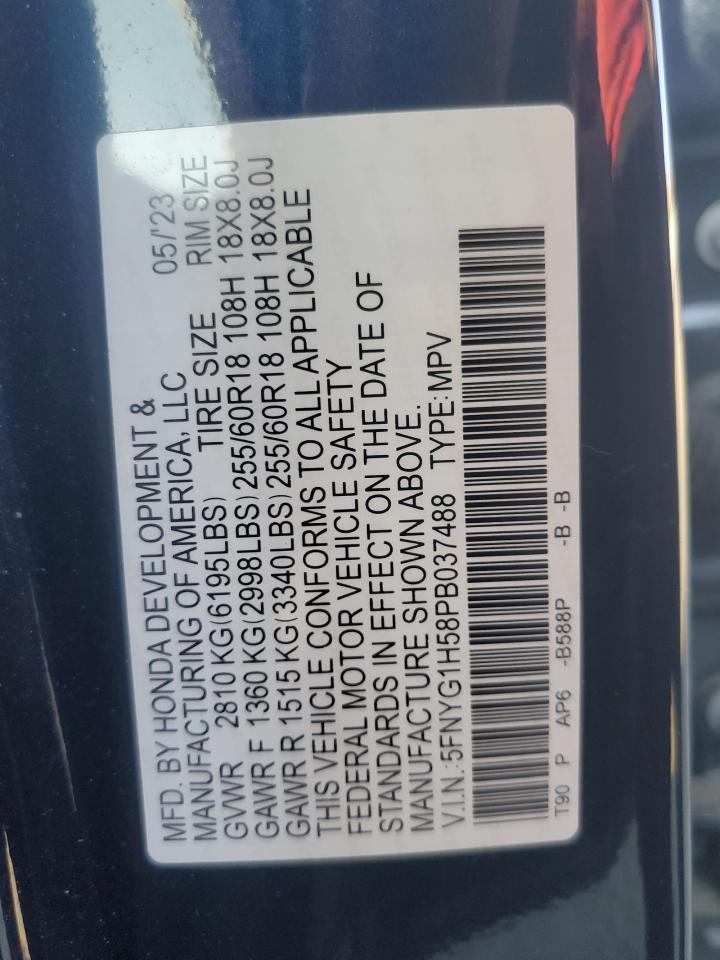 MFD. BY HONDA DEVELOPMENT &
MANUFACTURING OF AMERICA, LLC 05/'23
GVWR 2810 KG(6195LBS) TIRE SIZE RIM SIZE
GAWR F 1360 KG(2998LBS) 255/60R18 108H 18X8.0J
GAWR R 1515 KG(3340LBS) 255/60R18 108H 18X8.0J
THIS VEHICLE CONFORMS TO ALL APPLICABLE
FEDERAL MOTOR VEHICLE SAFETY
STANDARDS IN EFFECT ON THE DATE OF
MANUFACTURE SHOWN ABOVE.
V.I.N.:5FNYG1H58PB037488 TYPE:MPV
T90 P AP6 -B588P -B -B